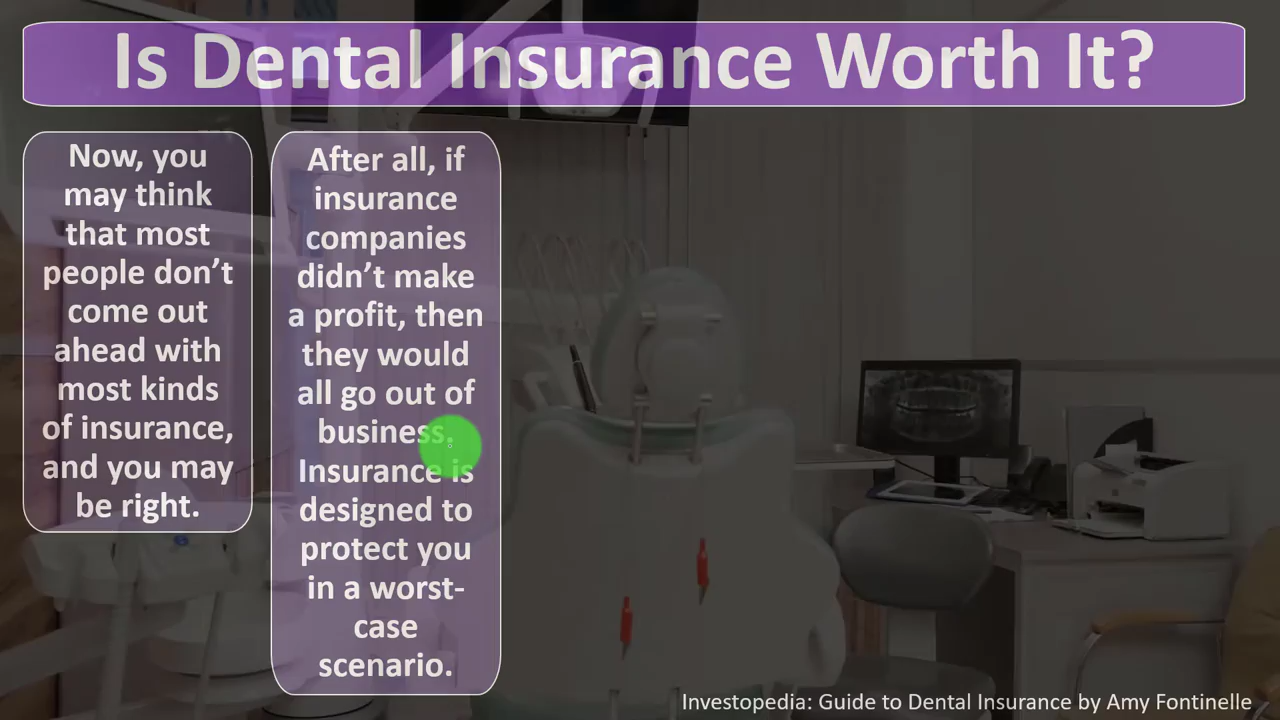 Is Dental Insurance Worth It?
Now, you
may think
that most
people don’t
come out
ahead with
most kinds
of insurance,
and you may
be right.
After all, if
insurance
companies
didn’t make
a profit, then
they would
all go out of
business.
Insurance is
designed to
protect you
in a worst-
case
scenario.
Investopedia: Guide to Dental Insurance by Amy Fontinelle